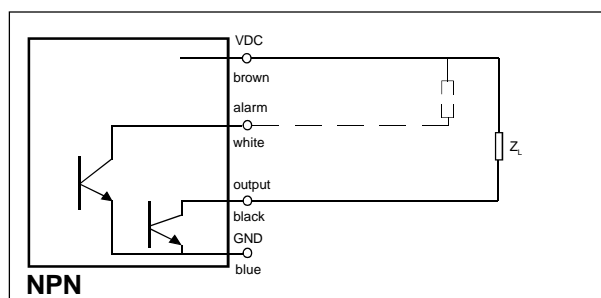 VDC
brown
alarm
white
Z_L
output
black
GND
blue
NPN